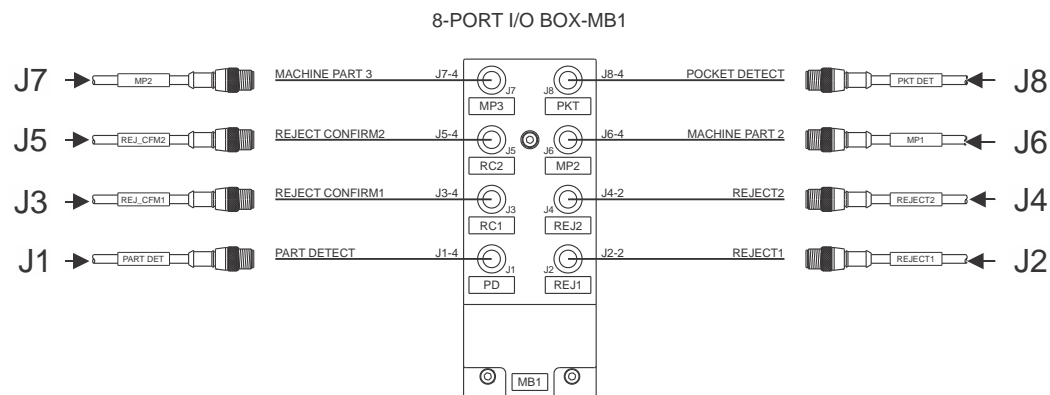 8-PORT I/O BOX-MB1
J7 MP2 MACHINE PART 3 J7-4 J7 J8 J8-4 POCKET DETECT PKT DET J8
MP3 PKT
J5 REJ_CFM2 REJECT CONFIRM2 J5-4 J5 J6 J6-4 MACHINE PART 2 MP1 J6
RC2 MP2
J3 REJ_CFM1 REJECT CONFIRM1 J3-4 J3 J4 J4-2 REJECT2 REJECT2 J4
RC1 REJ2
J1 PART DET PART DETECT J1-4 J1 J2 J2-2 REJECT1 REJECT1 J2
PD REJ1
MB1